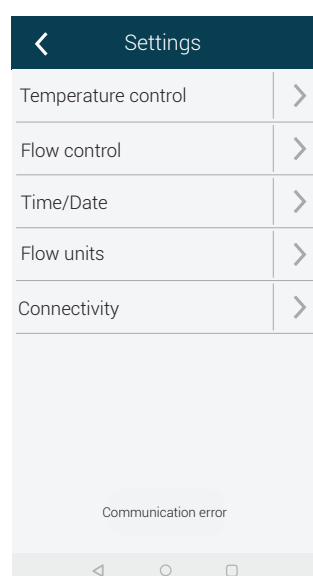 Settings
Temperature control
Flow control
Time/Date
Flow units
Connectivity
Communication error